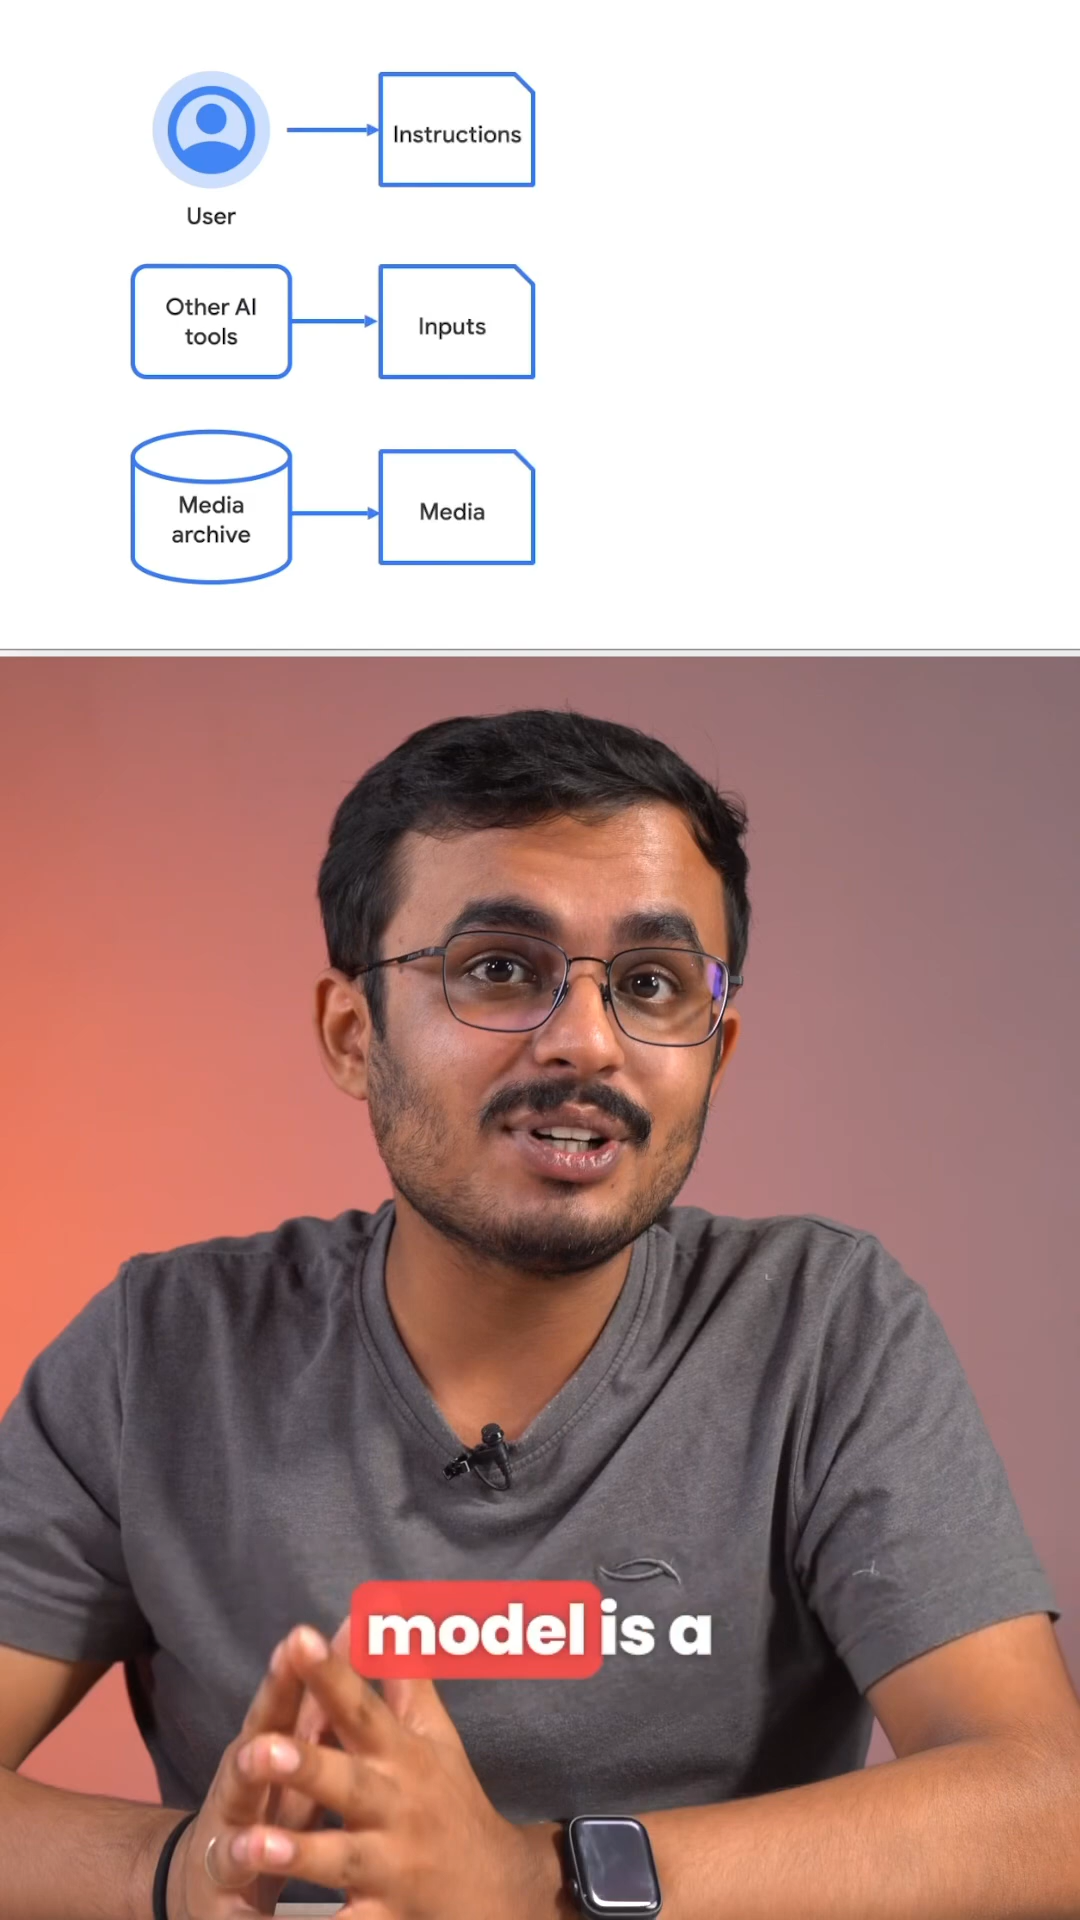 Instructions
User
Other AI
tools
Inputs
Media
archive
Media
model is a